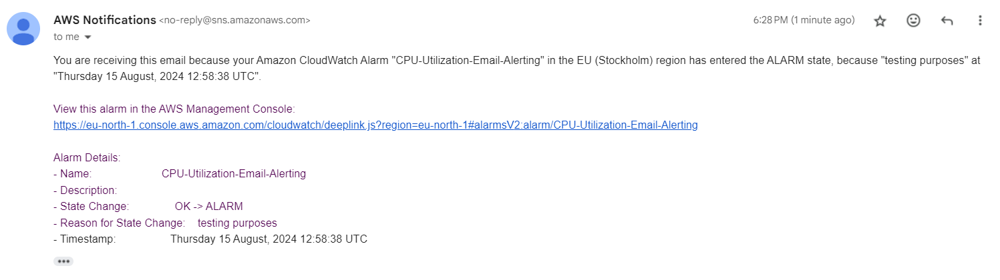 AWS Notifications <no-reply@sns.amazonaws.com>
6:28 PM (1 minute ago)
to me
You are receiving this email because your Amazon CloudWatch Alarm "CPU-Utilization-Email-Alerting" in the EU (Stockholm) region has entered the ALARM state, because "testing purposes" at
"Thursday 15 August, 2024 12:58:38 UTC".
View this alarm in the AWS Management Console:
https://eu-north-1.console.aws.amazon.com/cloudwatch/deeplink.js?region=eu-north-1#alarmsV2:alarm/CPU-Utilization-Email-Alerting
Alarm Details:
- Name: CPU-Utilization-Email-Alerting
- Description:
- State Change: OK -> ALARM
- Reason for State Change: testing purposes
- Timestamp: Thursday 15 August, 2024 12:58:38 UTC